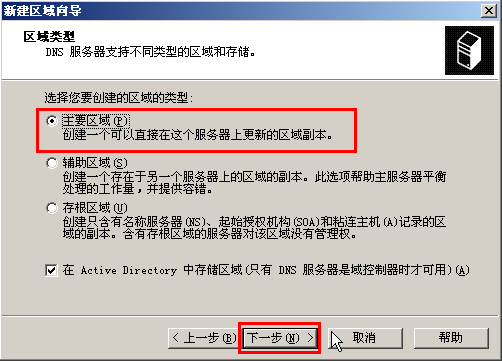 新建区域向导
区域类型
DNS 服务器支持不同类型的区域和存储。
选择您要创建的区域的类型:
主要区域(P)
创建一个可以直接在这个服务器上更新的区域副本。
辅助区域(S)
创建一个存在于另一个服务器上的区域的副本。此选项帮助主服务器平衡
处理的工作量,并提供容错。
存根区域(U)
创建只含有名称服务器(NS)、起始授权机构(SOA)和粘连主机(A)记录的区
域的副本。含有存根区域的服务器对该区域没有管理权。
在 Active Directory 中存储区域(只有 DNS 服务器是域控制器时才可用)(A)
< 上一步(B) 下一步(N) > 取消 帮助